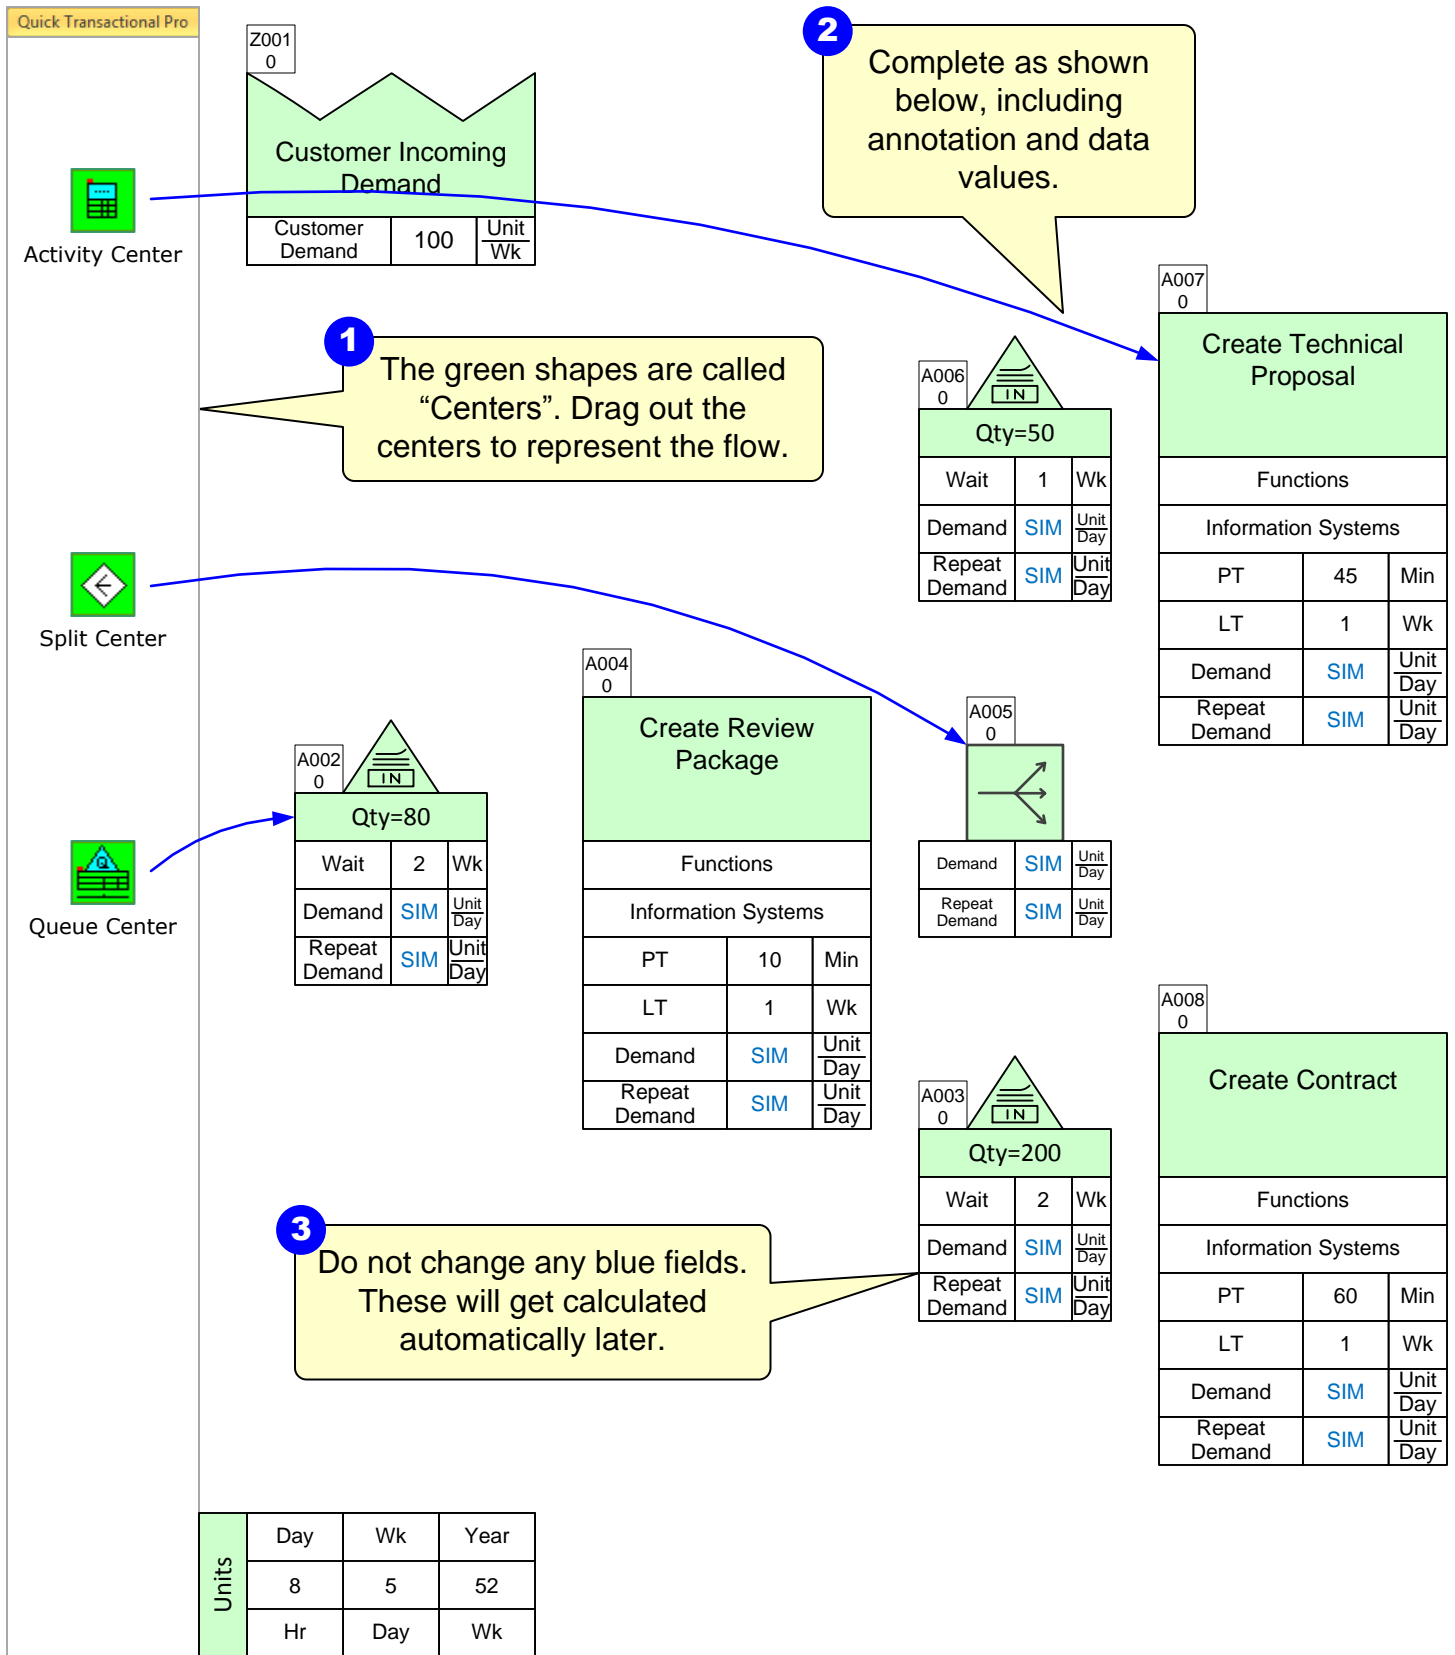 Quick Transactional Pro
Activity Center
Split Center
Queue Center
Z001
0
Customer Incoming
Demand
Customer
Demand
100
Unit
Wk
2
Complete as shown
below, including
annotation and data
values.
1
The green shapes are called
“Centers”. Drag out the
centers to represent the flow.
A006
0
IN
Qty=50
Wait
1
Wk
Demand
SIM
Unit
Day
Repeat
Demand
SIM
Unit
Day
A007
0
Create Technical
Proposal
Functions
Information Systems
PT
45
Min
LT
1
Wk
Demand
SIM
Unit
Day
Repeat
Demand
SIM
Unit
Day
A002
0
IN
Qty=80
Wait
2
Wk
Demand
SIM
Unit
Day
Repeat
Demand
SIM
Unit
Day
A004
0
Create Review
Package
Functions
Information Systems
PT
10
Min
LT
1
Wk
Demand
SIM
Unit
Day
Repeat
Demand
SIM
Unit
Day
A005
0
Demand
SIM
Unit
Day
Repeat
Demand
SIM
Unit
Day
A003
0
IN
Qty=200
Wait
2
Wk
Demand
SIM
Unit
Day
Repeat
Demand
SIM
Unit
Day
A008
0
Create Contract
Functions
Information Systems
PT
60
Min
LT
1
Wk
Demand
SIM
Unit
Day
Repeat
Demand
SIM
Unit
Day
3
Do not change any blue fields.
These will get calculated
automatically later.
Units
Day
Wk
Year
8
5
52
Hr
Day
Wk
Q